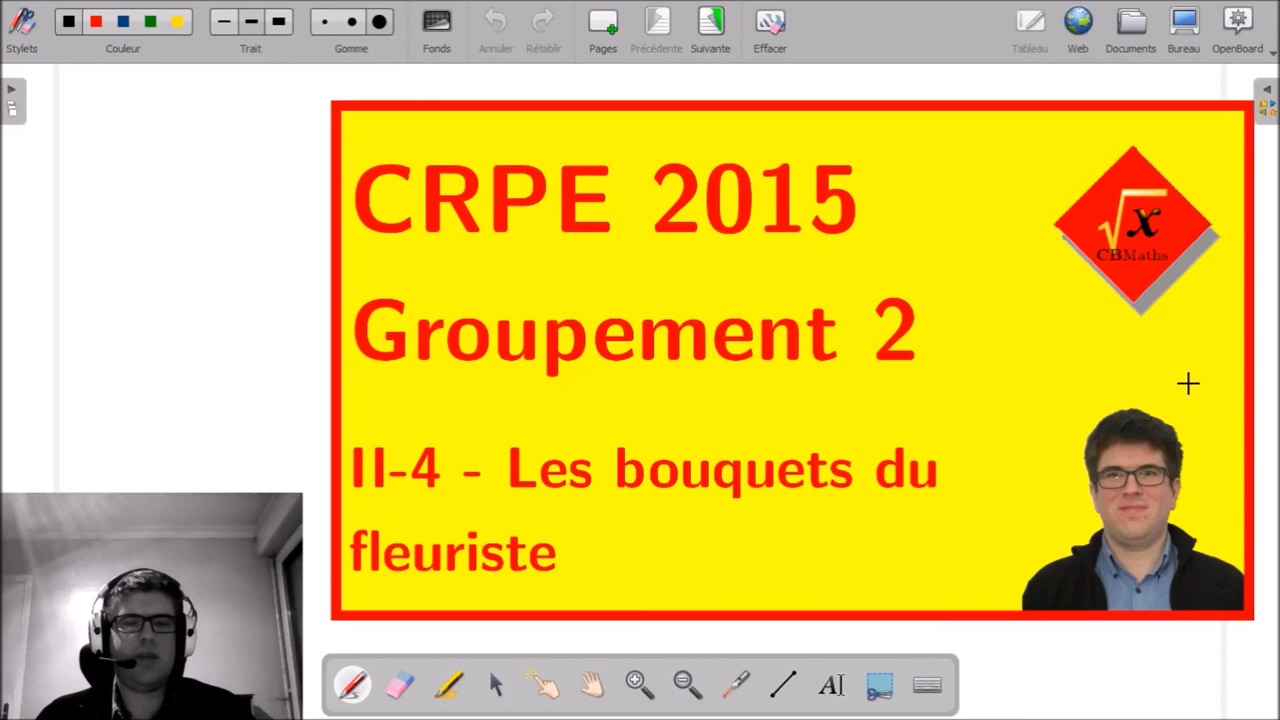 Stylets
Couleur
Trait
Gomme
Fonds
Annuler
Rétablir
Pages
Précédente
Suivante
Effacer
Tableau
Web
Documents
Bureau
OpenBoard
CRPE 2015
Groupement 2
II-4 - Les bouquets du
fleuriste
√x
CBMaths
AI